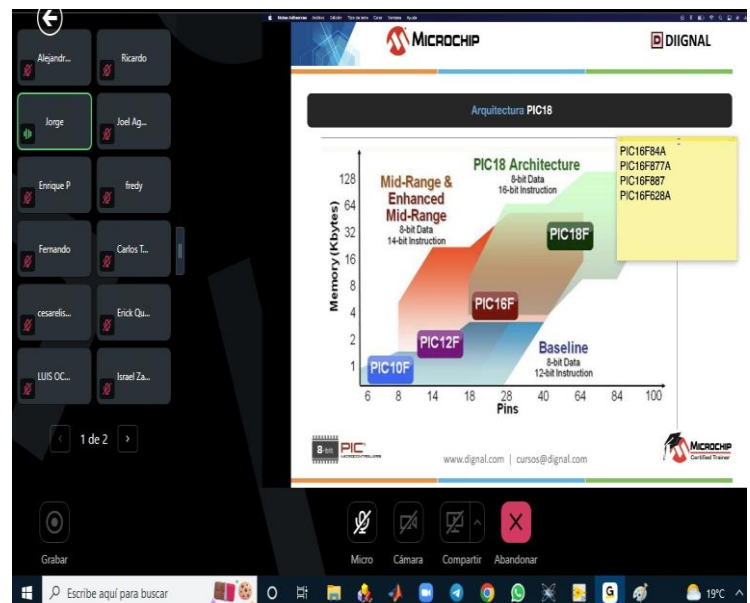 Alejandr...
Ricardo
Jorge
Joel Ag...
Enrique P
fredy
Fernando
Carlos T...
cesarelis...
Erick Qu...
LUIS OC...
Israel Za...
1 de 2
Grabar
MICROCHIP
DIIGNAL
Arquitectura PIC18
PIC16F84A
PIC16F877A
PIC16F887
PIC16F628A
Memory (Kbytes)
128
64
32
16
8
4
2
1
Mid-Range &
Enhanced
Mid-Range
8-bit Data
14-bit Instruction
PIC18 Architecture
8-bit Data
16-bit Instruction
PIC18F
PIC16F
PIC12F
PIC10F
Baseline
8-bit Data
12-bit Instruction
6 8 14 18 28 40 64 84 100
Pins
8-bit PIC
www.dignal.com | cursos@dignal.com
MICROCHIP
Certified Trainer
Micro Cámara Compartir Abandonar
Escribe aquí para buscar
19°C